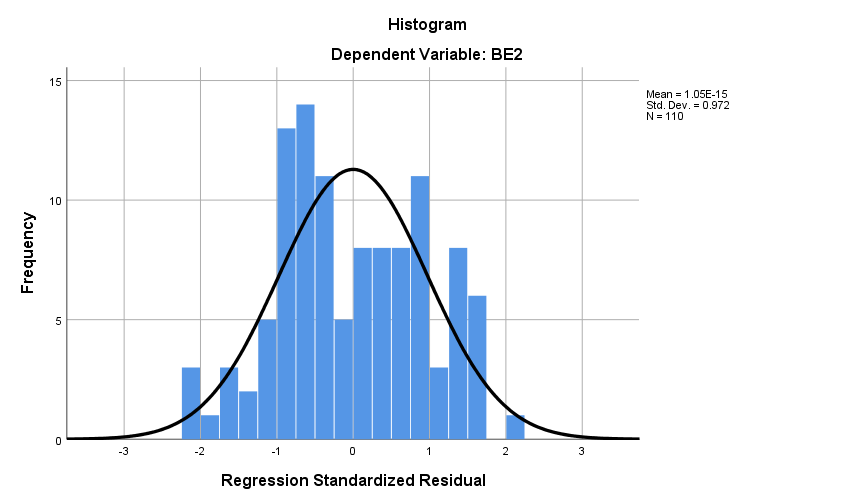 Histogram
Dependent Variable: BE2
Mean = 1.05E-15
Std. Dev. = 0.972
N = 110
15
10
5
0
Frequency
-3 -2 -1 0 1 2 3
Regression Standardized Residual